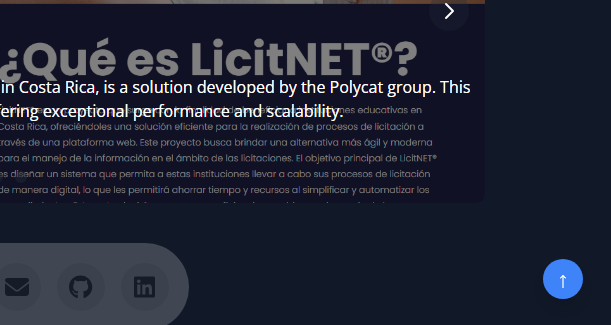 ¿Qué es LicitNET®?
in Costa Rica, is a solution developed by the Polycat group. This
fering exceptional performance and scalability.
nes educativas en
Costa Rica, ofreciéndoles una solución eficiente para la realización de procesos de licitación a
través de una plataforma web. Este proyecto busca brindar una alternativa más ágil y moderna
para el manejo de la información en el ámbito de las licitaciones. El objetivo principal de LicitNET®
es diseñar un sistema que permita a estas instituciones llevar a cabo sus procesos de licitación
de manera digital, lo que les permitirá ahorrar tiempo y recursos al simplificar y automatizar los